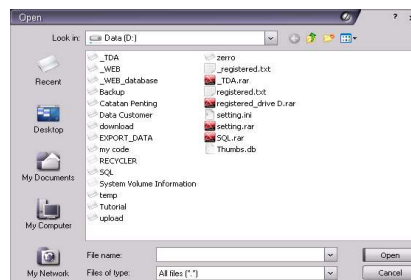 Open
?
Look in:
Data (D:)
Recent
Desktop
My Documents
My Computer
My Network
_TDA
_WEB
_WEB_database
Backup
Catatan Penting
Data Customer
download
EXPORT_DATA
my code
RECYCLER
SQL
System Volume Information
temp
Tutorial
upload
zerro
_registered.txt
_TDA.rar
registered.txt
registered_drive D.rar
setting.ini
setting.rar
SQL.rar
Thumbs.db
File name:
Open
Files of type:
All files (*.*)
Cancel